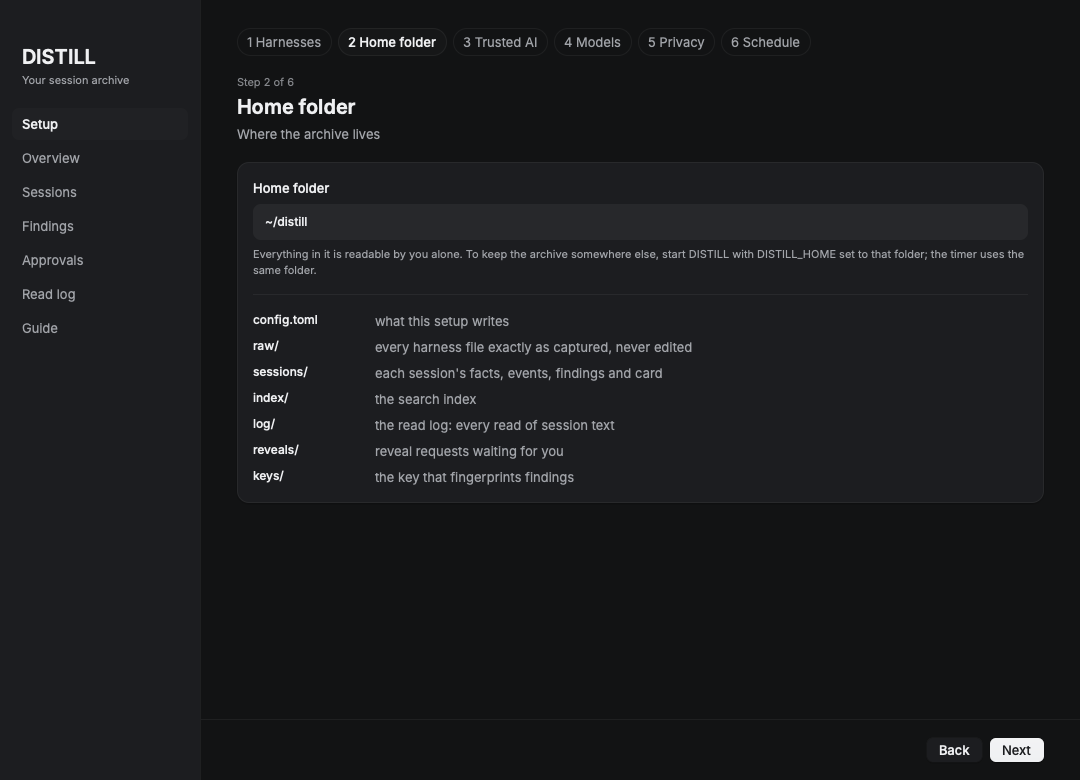 DISTILL
Your session archive
Setup
Overview
Sessions
Findings
Approvals
Read log
Guide
1 Harnesses
2 Home folder
3 Trusted AI
4 Models
5 Privacy
6 Schedule
Step 2 of 6
Home folder
Where the archive lives
Home folder
~/distill
Everything in it is readable by you alone. To keep the archive somewhere else, start DISTILL with DISTILL_HOME set to that folder; the timer uses the
same folder.
config.toml what this setup writes
raw/ every harness file exactly as captured, never edited
sessions/ each session's facts, events, findings and card
index/ the search index
log/ the read log: every read of session text
reveals/ reveal requests waiting for you
keys/ the key that fingerprints findings
Back
Next